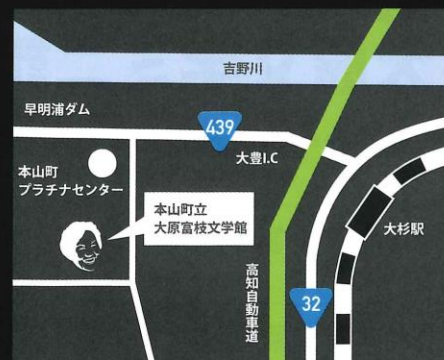 吉野川
早明浦ダム
439
大豊I.C
本山町
プラチナセンター
本山町立
大原富枝文学館
大杉駅
高知自動車道
32